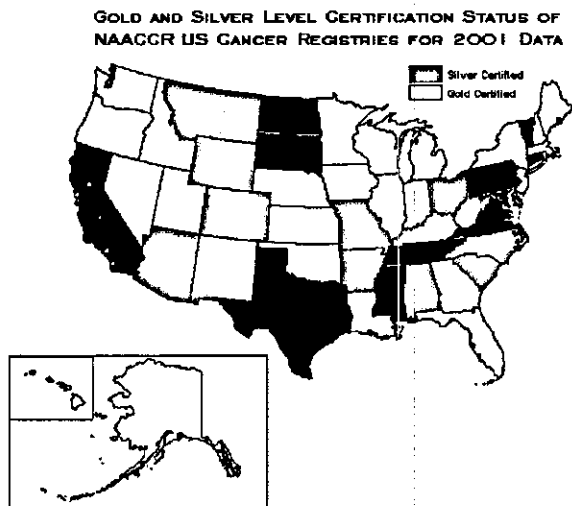 GOLD AND SILVER LEVEL CERTIFICATION STATUS OF
NAACCR US CANCER REGISTRIES FOR 2001 DATA
Silver Certified
Gold Certified